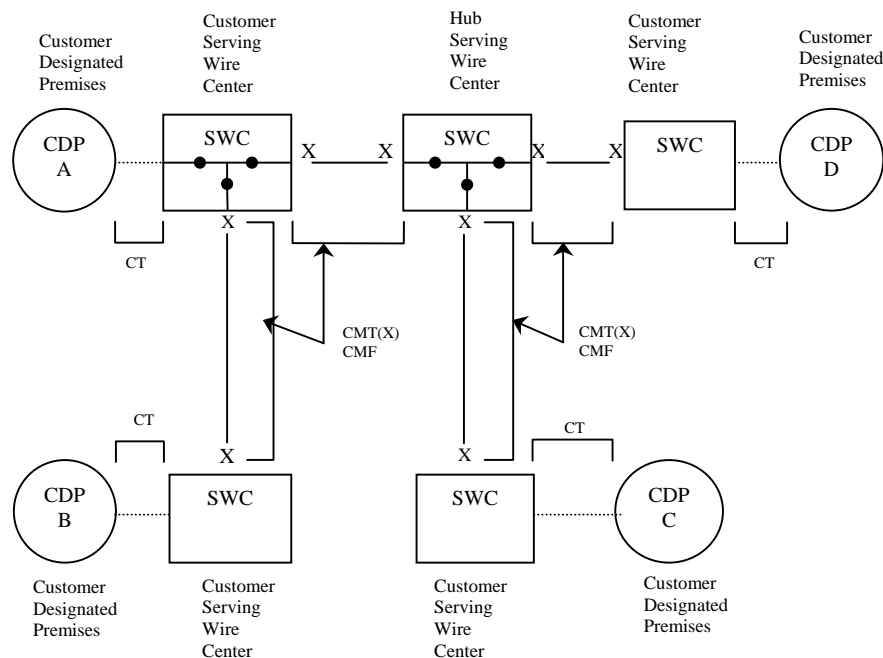 Customer
Designated
Premises
Customer
Serving
Wire
Center
Hub
Serving
Wire
Center
Customer
Serving
Wire
Center
Customer
Designated
Premises
CDP
A
SWC
X
X
SWC
X
X
SWC
CDP
D
X
X
CT
CT
CMT(X)
CMF
CMT(X)
CMF
CT
CT
X
X
CDP
B
SWC
SWC
CDP
C
Customer
Designated
Premises
Customer
Serving
Wire
Center
Customer
Serving
Wire
Center
Customer
Designated
Premises